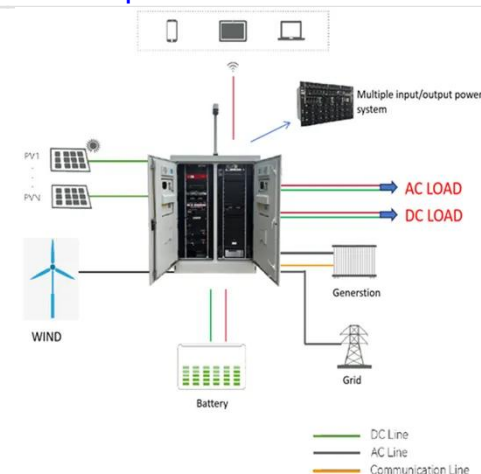 Multiple input/output power
system
PV1
PVN
AC LOAD
DC LOAD
WIND
Generstion
Grid
Battery
DC Line
AC Line
Communication Line